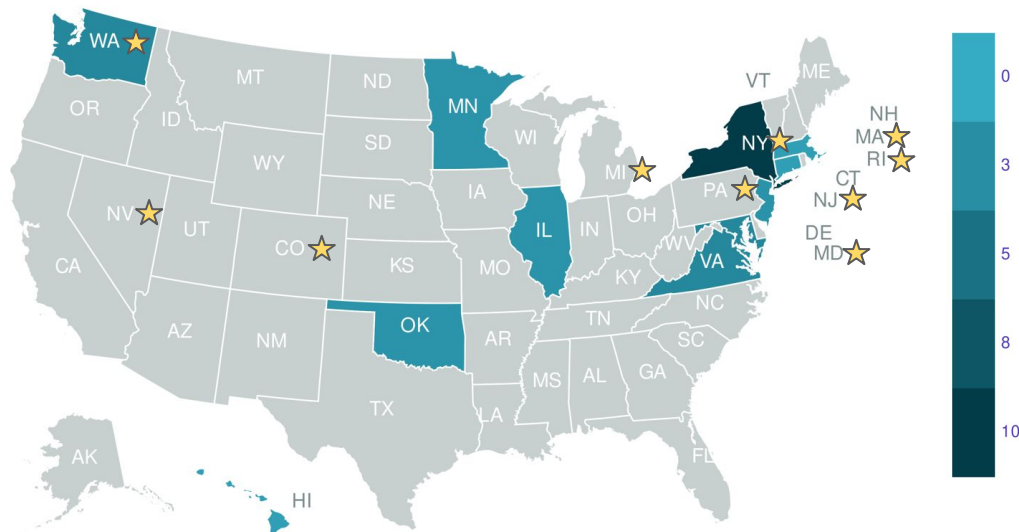 WA
MT
ND
MN
VT
ME
OR
ID
SD
WI
NH
NY
MA
WY
MI
RI
IA
PA
CT
NE
NJ
NV
UT
CO
IL
IN
OH
DE
WV
VA
MD
CA
KS
MO
KY
NC
TN
AZ
NM
OK
AR
SC
MS
AL
GA
TX
LA
AK
FL
HI
0
3
5
8
10